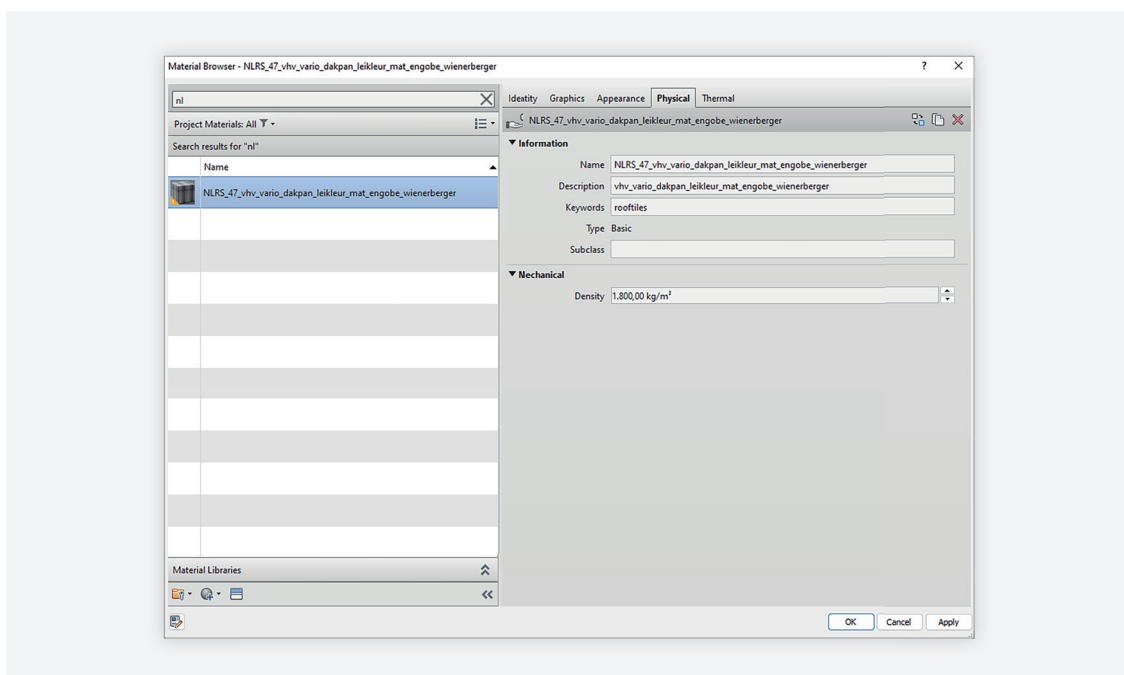 Material Browser - NLRS_47_vhv_vario_dakpan_leikleur_mat_engobe_wienerberger
nl
Project Materials: All
Search results for "nl"
Name
NLRS_47_vhv_vario_dakpan_leikleur_mat_engobe_wienerberger
Material Libraries
Identity Graphics Appearance Physical Thermal
NLRS_47_vhv_vario_dakpan_leikleur_mat_engobe_wienerberger
Information
Name NLRS_47_vhv_vario_dakpan_leikleur_mat_engobe_wienerberger
Description vhv_vario_dakpan_leikleur_mat_engobe_wienerberger
Keywords rooftiles
Type Basic
Subclass
Mechanical
Density 1.800,00 kg/m³
OK Cancel Apply